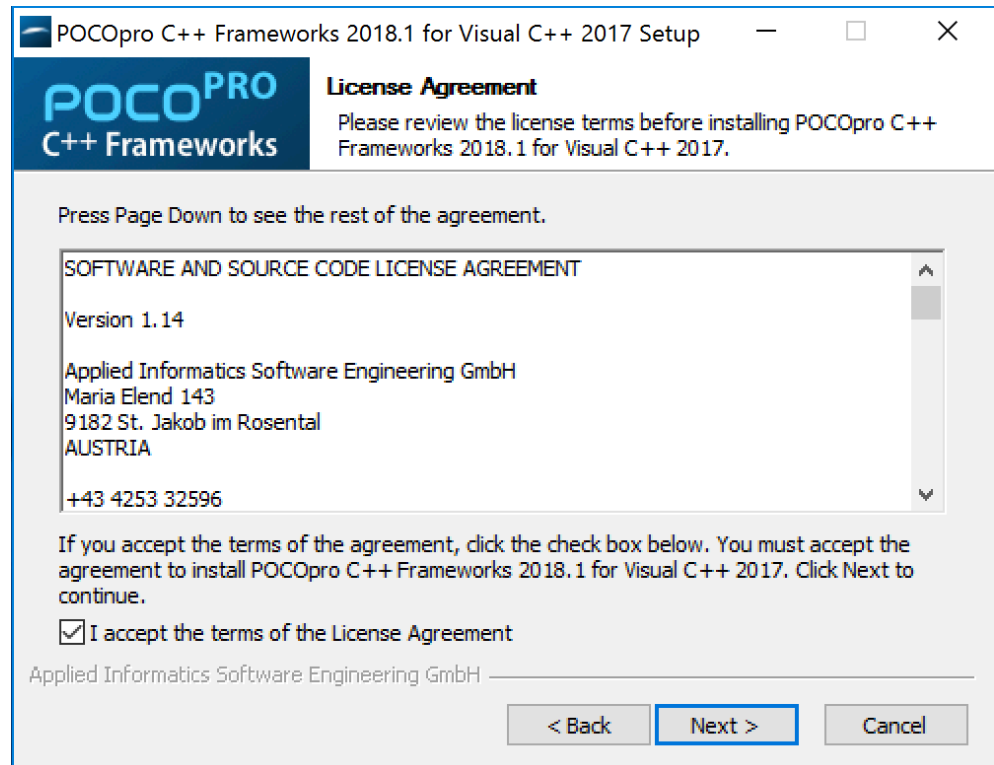 POCOpro C++ Frameworks 2018.1 for Visual C++ 2017 Setup
POCO PRO
C++ Frameworks
License Agreement
Please review the license terms before installing POCOpro C++
Frameworks 2018.1 for Visual C++ 2017.
Press Page Down to see the rest of the agreement.
SOFTWARE AND SOURCE CODE LICENSE AGREEMENT
Version 1.14
Applied Informatics Software Engineering GmbH
Maria Elend 143
9182 St. Jakob im Rosental
AUSTRIA
+43 4253 32596
If you accept the terms of the agreement, click the check box below. You must accept the
agreement to install POCOpro C++ Frameworks 2018.1 for Visual C++ 2017. Click Next to
continue.
I accept the terms of the License Agreement
Applied Informatics Software Engineering GmbH
< Back
Next >
Cancel